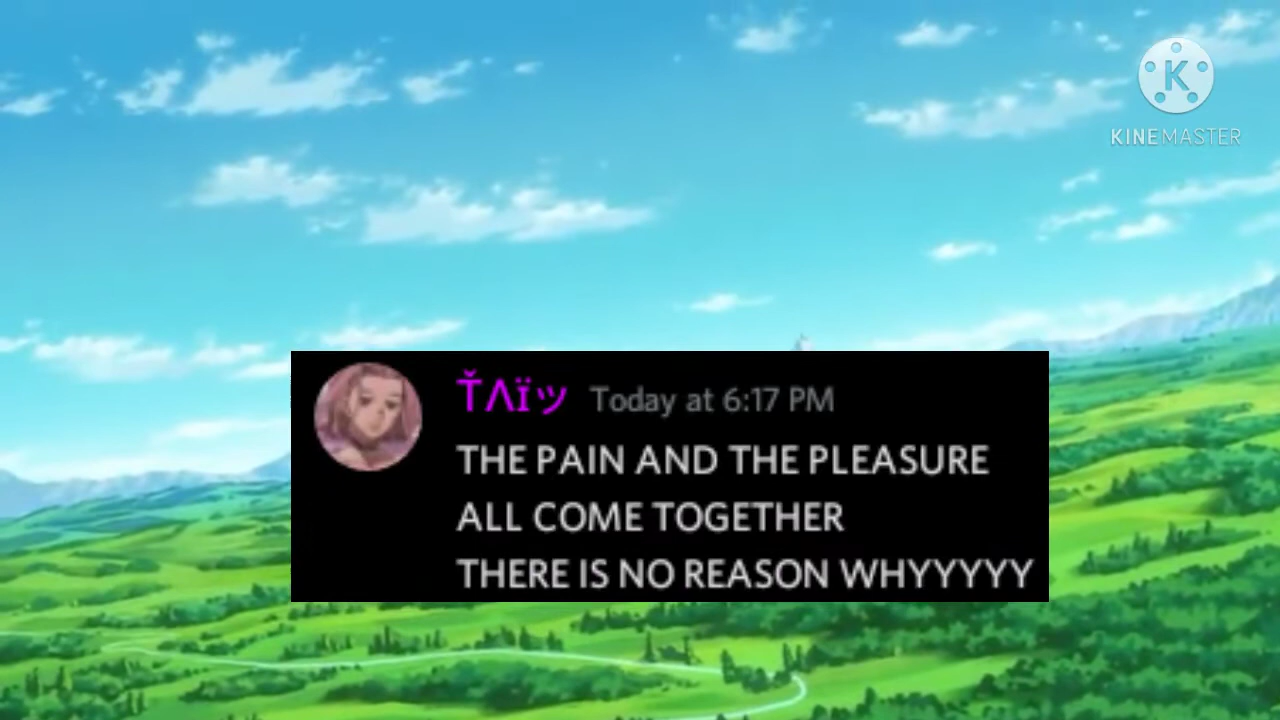 K
KINEMASTER
ŤΛïッ Today at 6:17 PM
THE PAIN AND THE PLEASURE
ALL COME TOGETHER
THERE IS NO REASON WHYYYYY